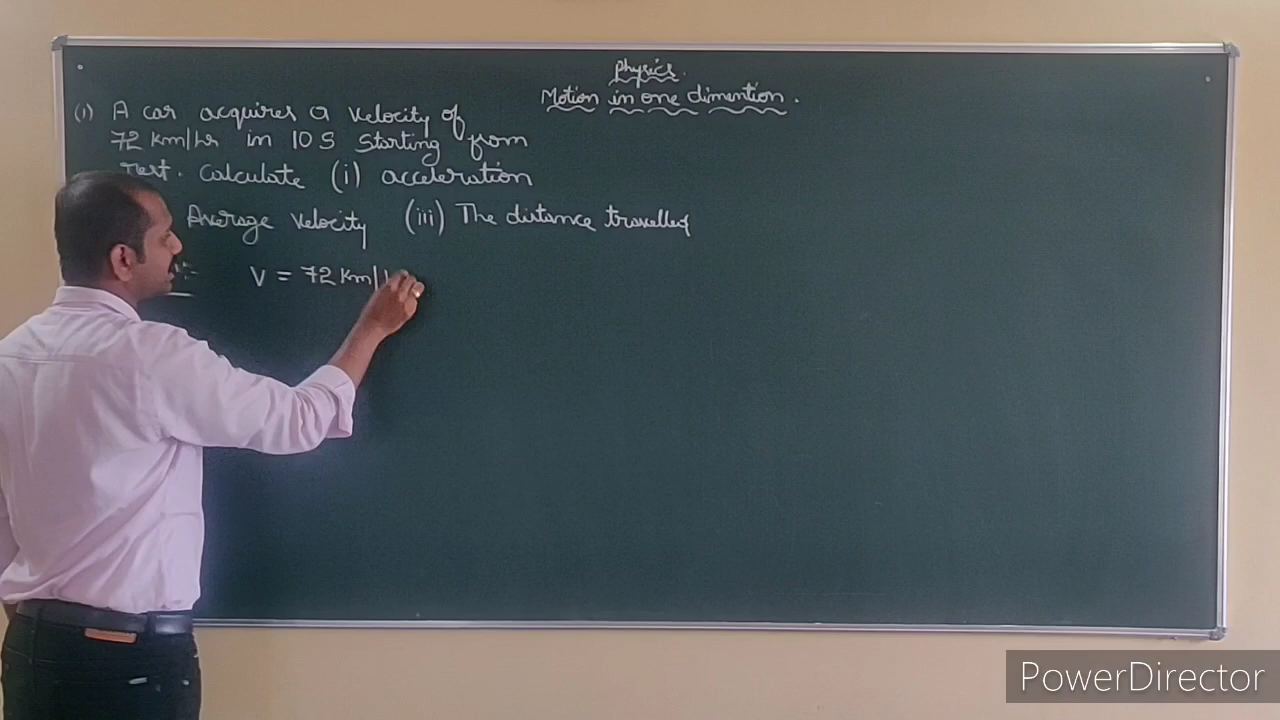 Physics.
Motion in one dimention.
(1) A car acquires a velocity of
72 km/hr in 10 S starting from
rest. Calculate (i) acceleration
Average velocity (iii) The distance travelled
V = 72 km/h
PowerDirector